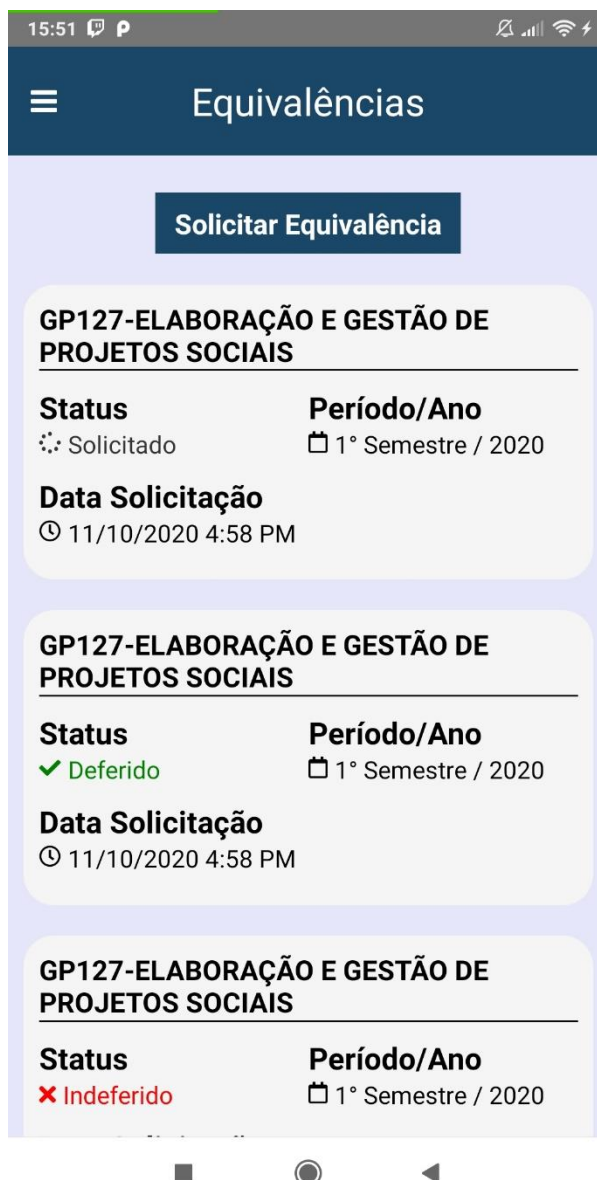 15:51
Equivalências
Solicitar Equivalência
GP127-ELABORAÇÃO E GESTÃO DE
PROJETOS SOCIAIS
Status Período/Ano
Solicitado 1° Semestre / 2020
Data Solicitação
11/10/2020 4:58 PM
GP127-ELABORAÇÃO E GESTÃO DE
PROJETOS SOCIAIS
Status Período/Ano
Deferido 1° Semestre / 2020
Data Solicitação
11/10/2020 4:58 PM
GP127-ELABORAÇÃO E GESTÃO DE
PROJETOS SOCIAIS
Status Período/Ano
Indeferido 1° Semestre / 2020